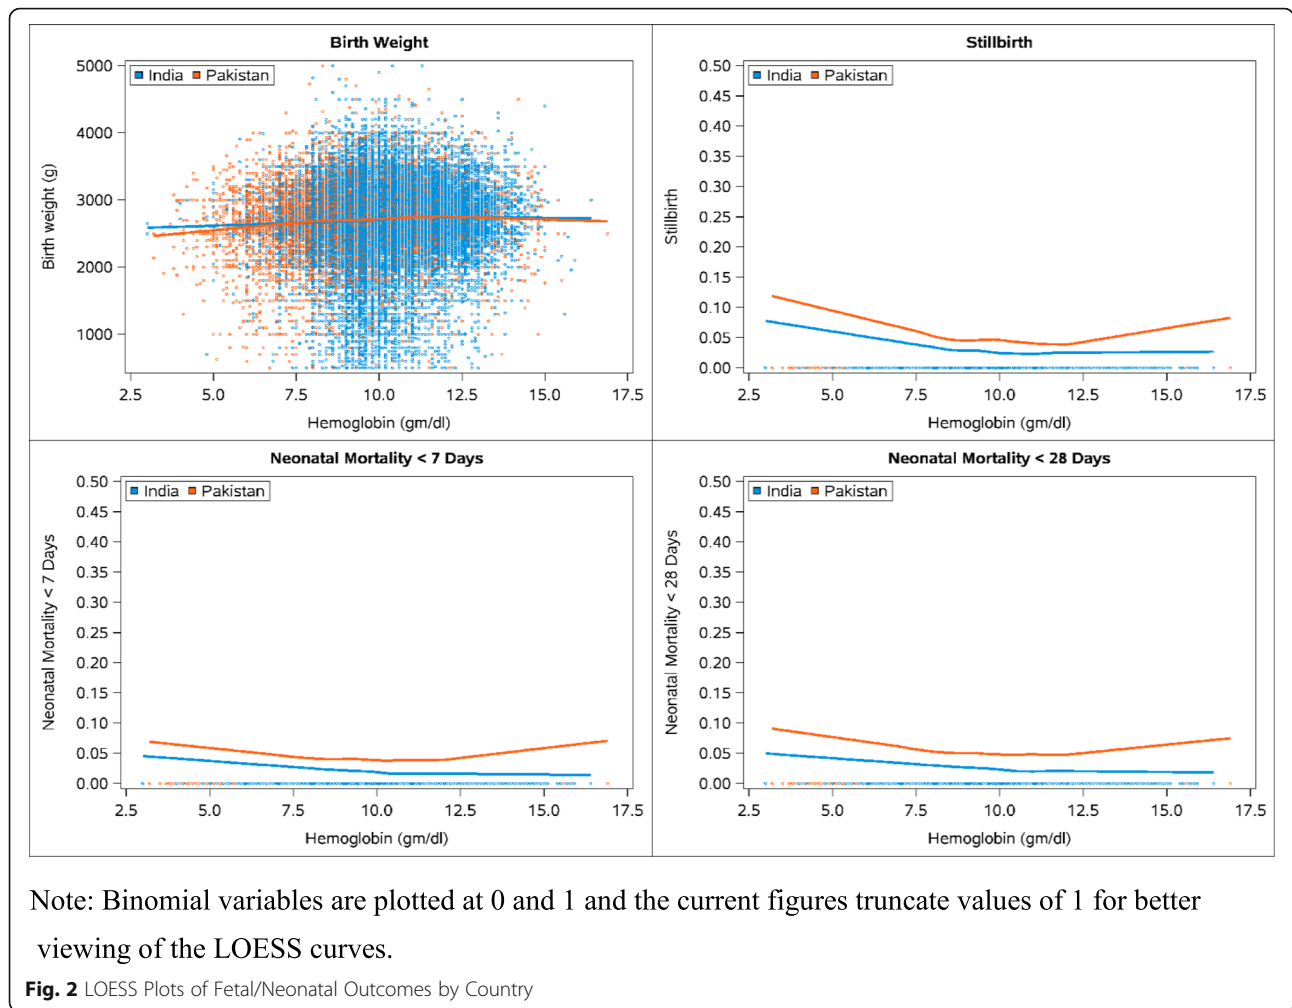 Birth Weight
India Pakistan
5000
4000
3000
2000
1000
Birth weight (g)
2.5 5.0 7.5 10.0 12.5 15.0 17.5
Hemoglobin (gm/dl)
Stillbirth
India Pakistan
0.50
0.45
0.40
0.35
0.30
0.25
0.20
0.15
0.10
0.05
0.00
Stillbirth
2.5 5.0 7.5 10.0 12.5 15.0 17.5
Hemoglobin (gm/dl)
Neonatal Mortality < 7 Days
India Pakistan
0.50
0.45
0.40
0.35
0.30
0.25
0.20
0.15
0.10
0.05
0.00
Neonatal Mortality < 7 Days
2.5 5.0 7.5 10.0 12.5 15.0 17.5
Hemoglobin (gm/dl)
Neonatal Mortality < 28 Days
India Pakistan
0.50
0.45
0.40
0.35
0.30
0.25
0.20
0.15
0.10
0.05
0.00
Neonatal Mortality < 28 Days
2.5 5.0 7.5 10.0 12.5 15.0 17.5
Hemoglobin (gm/dl)
Note: Binomial variables are plotted at 0 and 1 and the current figures truncate values of 1 for better
viewing of the LOESS curves.
Fig. 2 LOESS Plots of Fetal/Neonatal Outcomes by Country